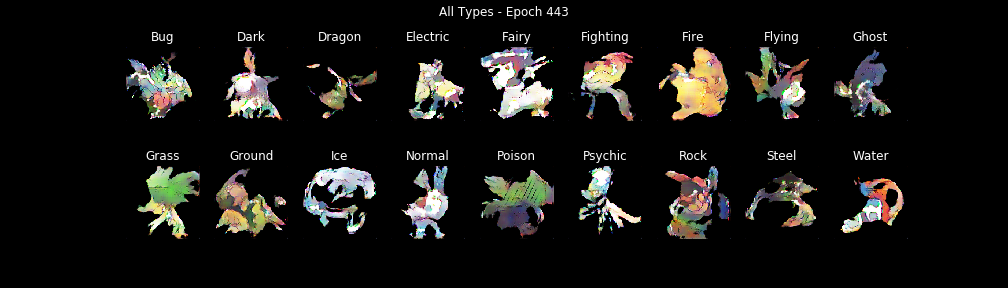 All Types - Epoch 443
Bug Dark Dragon Electric Fairy Fighting Fire Flying Ghost
Grass Ground Ice Normal Poison Psychic Rock Steel Water